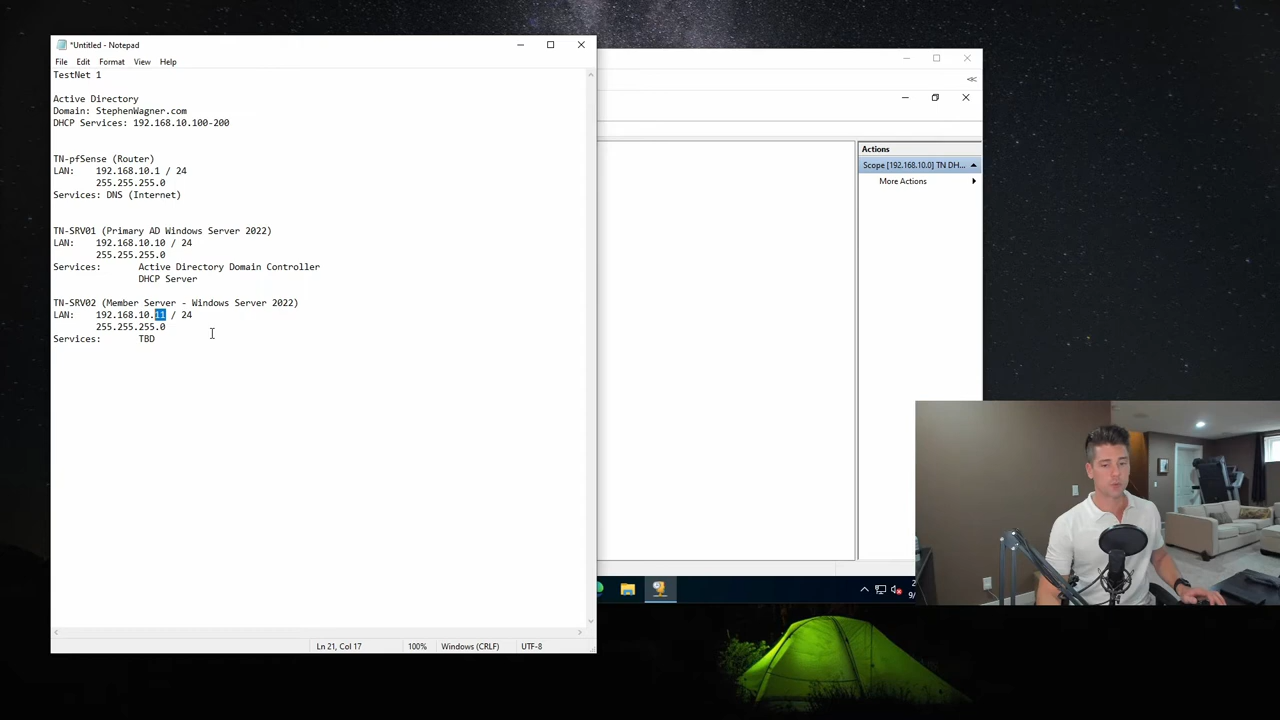 *Untitled - Notepad
File Edit Format View Help
TestNet 1
Active Directory
Domain: StephenWagner.com
DHCP Services: 192.168.10.100-200
TN-pfSense (Router)
LAN: 192.168.10.1 / 24
255.255.255.0
Services: DNS (Internet)
TN-SRV01 (Primary AD Windows Server 2022)
LAN: 192.168.10.10 / 24
255.255.255.0
Services: Active Directory Domain Controller
DHCP Server
TN-SRV02 (Member Server - Windows Server 2022)
LAN: 192.168.10.11 / 24
255.255.255.0
Services: TBD
Ln 21, Col 17 100% Windows (CRLF) UTF-8
Actions
Scope [192.168.10.0] TN DH...
More Actions